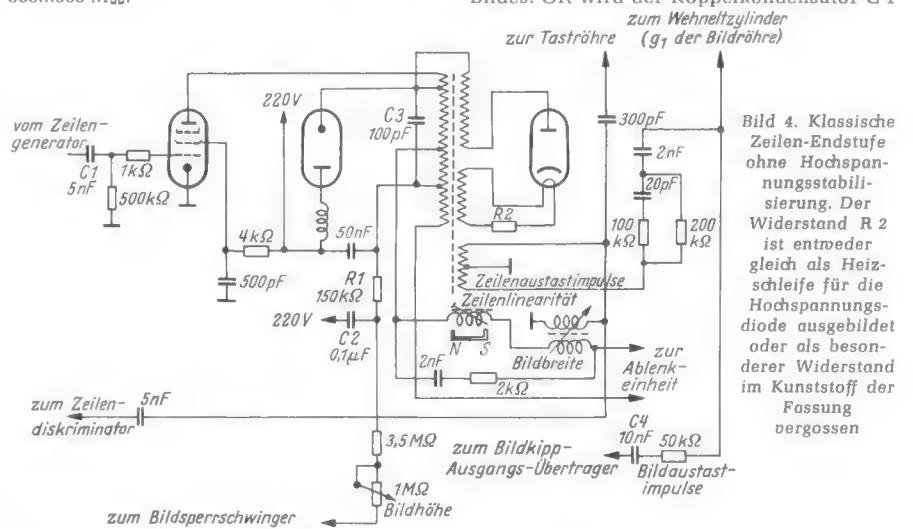 Bildes. Oft wird der Koppelkondensator C 4
zum Wehneltzylinder
(g1 der Bildröhre)
zur Taströhre
220V
C3
100pF
300pF
2nF
20pF
100
kΩ
200
kΩ
vom Zeilen-
generator
C1
5nF
1kΩ
500kΩ
4kΩ
500pF
50nF
R1
150kΩ
220V
C2
0,1µF
R2
Zeilenaustastimpulse
Zeilenlinearität
N S
Bildbreite
2nF
2kΩ
zur
Ablenk-
einheit
zum Zeilen-
diskriminator
5nF
3,5MΩ
1MΩ
Bildhöhe
zum Bildsperrschwinger
zum Bildkipp-
Ausgangs-Übertrager
C4
10nF
50kΩ
Bildaustast-
impulse
Bild 4. Klassische
Zeilen-Endstufe
ohne Hochspan-
nungsstabili-
sierung. Der
Widerstand R 2
ist entweder
gleich als Heiz-
schleife für die
Hochspannungs-
diode ausgebildet
oder als beson-
derer Widerstand
im Kunststoff der
Fassung
vergossen